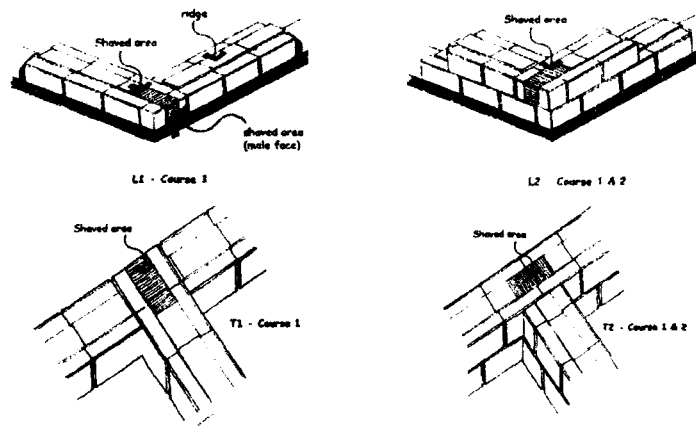 ridge
Shaved area
shaved area
(male face)
L1 - Course 1
Shaved area
L2 Course 1 & 2
Shaved area
T1 - Course 1
Shaved area
T2 - Course 1 & 2